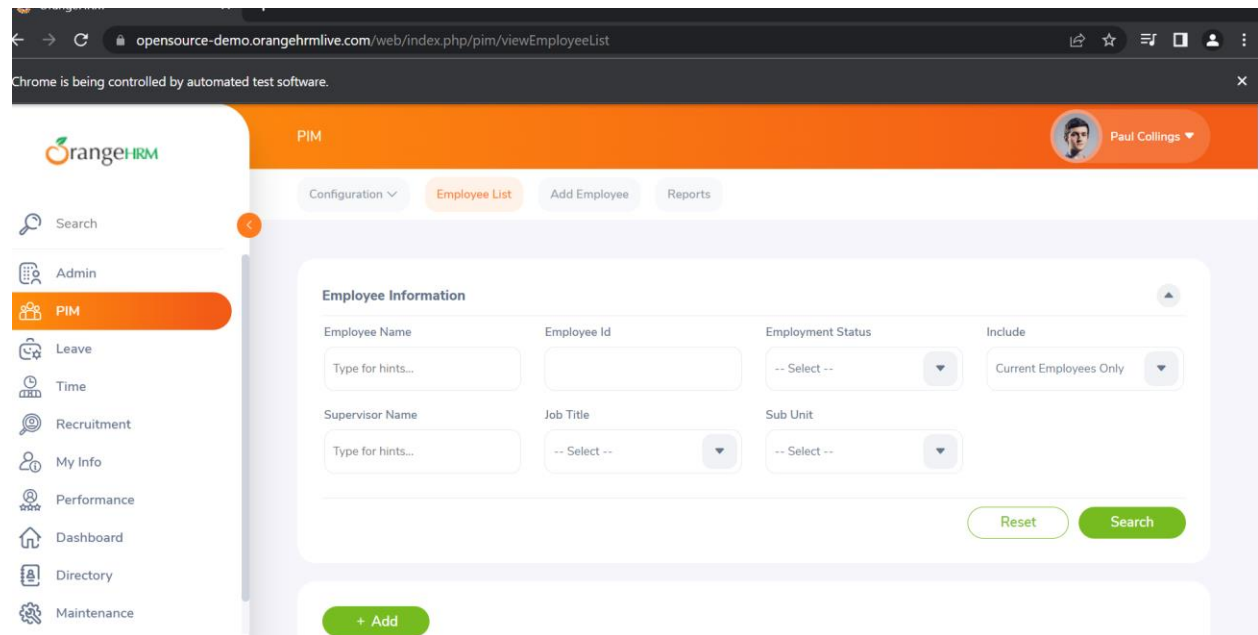 OrangeHRM
opensource-demo.orangehrmlive.com/web/index.php/pim/viewEmployeeList
Chrome is being controlled by automated test software.
OrangeHRM
PIM
Paul Collings
Configuration
Employee List
Add Employee
Reports
Search
Admin
PIM
Leave
Time
Recruitment
My Info
Performance
Dashboard
Directory
Maintenance
Employee Information
Employee Name
Employee Id
Employment Status
Include
Type for hints...
-- Select --
Current Employees Only
Supervisor Name
Job Title
Sub Unit
Type for hints...
-- Select --
-- Select --
Reset
Search
+ Add